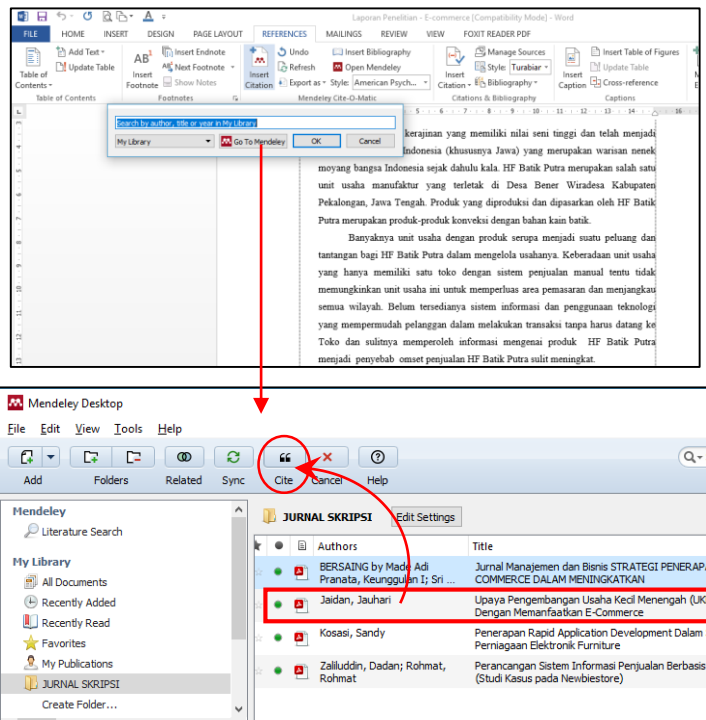 Laporan Penelitian - E-commerce [Compatibility Mode] - Word
FILE HOME INSERT DESIGN PAGE LAYOUT REFERENCES MAILINGS REVIEW VIEW FOXIT READER PDF
Table of Contents
Add Text
Update Table
Table of Contents
AB¹
Insert Footnote
Insert Endnote
Next Footnote
Show Notes
Footnotes
Insert Citation
Undo
Refresh
Export as
Insert Bibliography
Open Mendeley
Style: American Psych...
Mendeley Cite-O-Matic
Insert Citation
Manage Sources
Style: Turabian
Bibliography
Citations & Bibliography
Insert Caption
Insert Table of Figures
Update Table
Cross-reference
Captions
Search by author, title or year in My Library
My Library Go To Mendeley OK Cancel
kerajinan yang memiliki nilai seni tinggi dan telah menjadi
Indonesia (khususnya Jawa) yang merupakan warisan nenek
moyang bangsa Indonesia sejak dahulu kala. HF Batik Putra merupakan salah satu
unit usaha manufaktur yang terletak di Desa Bener Wiradesa Kabupaten
Pekalongan, Jawa Tengah. Produk yang diproduksi dan dipasarkan oleh HF Batik
Putra merupakan produk-produk konveksi dengan bahan kain batik.
Banyaknya unit usaha dengan produk serupa menjadi suatu peluang dan
tantangan bagi HF Batik Putra dalam mengelola usahanya. Keberadaan unit usaha
yang hanya memiliki satu toko dengan sistem penjualan manual tentu tidak
memungkinkan unit usaha ini untuk memperluas area pemasaran dan menjangkau
semua wilayah. Belum tersedianya sistem informasi dan penggunaan teknologi
yang mempermudah pelanggan dalam melakukan transaksi tanpa harus datang ke
Toko dan sulitnya memperoleh informasi mengenai produk HF Batik Putra
menjadi penyebab omset penjualan HF Batik Putra sulit meningkat.
Mendeley Desktop
File Edit View Tools Help
Add Folders Related Sync Cite Cancel Help
Mendeley
Literature Search
My Library
All Documents
Recently Added
Recently Read
Favorites
My Publications
JURNAL SKRIPSI
Create Folder...
JURNAL SKRIPSI Edit Settings
Authors Title
BERSAING by Made Adi Jurnal Manajemen dan Bisnis STRATEGI PENERAPA
Pranata, Keunggulan I; Sri ... COMMERCE DALAM MENINGKATKAN
Jaidan, Jauhari Upaya Pengembangan Usaha Kecil Menengah (UK
Dengan Memanfaatkan E-Commerce
Kosasi, Sandy Penerapan Rapid Application Development Dalam
Perniagaan Elektronik Furniture
Zaliluddin, Dadan; Rohmat, Perancangan Sistem Informasi Penjualan Berbasis
Rohmat (Studi Kasus pada Newbiestore)